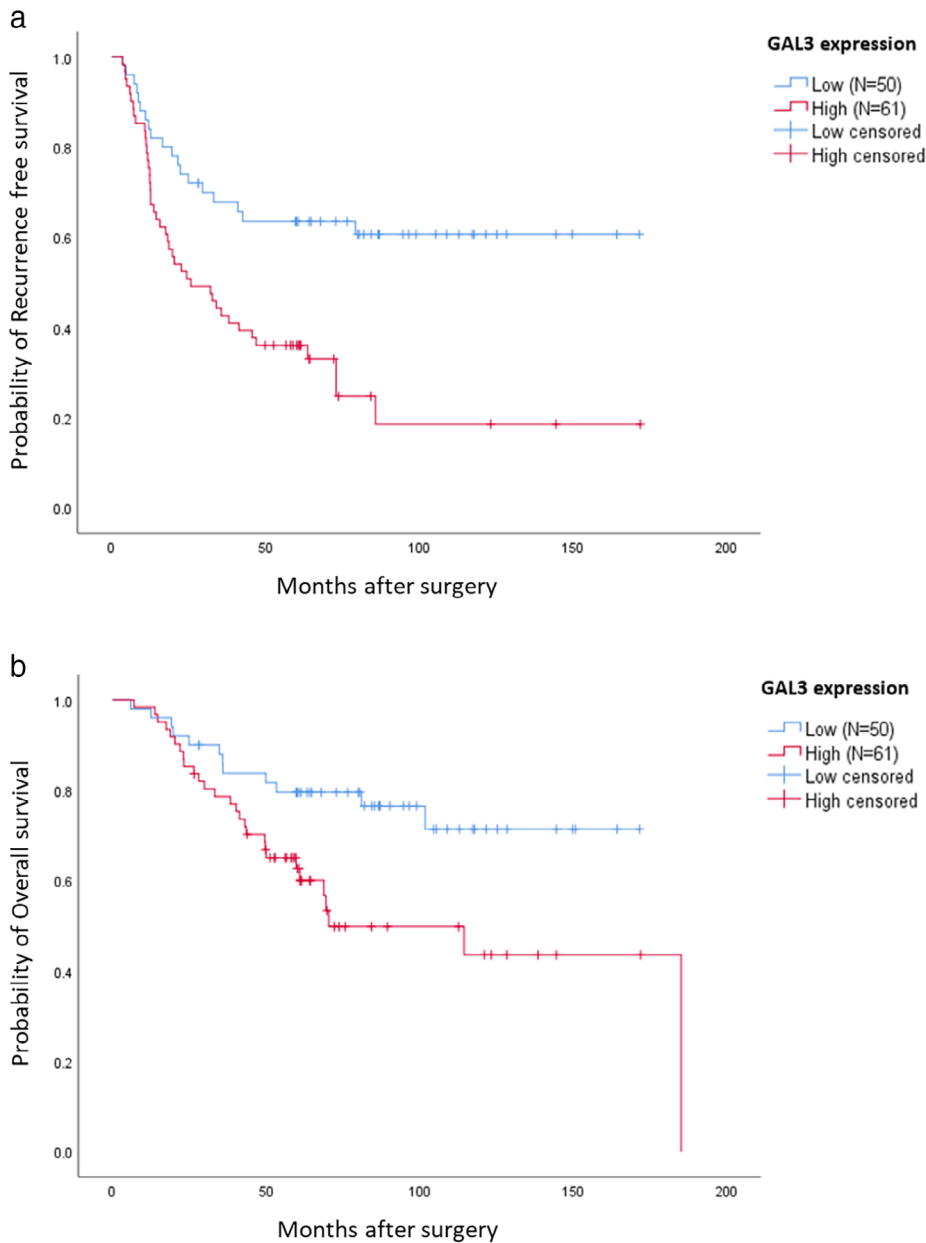 a
GAL3 expression
Low (N=50)
High (N=61)
Low censored
High censored
Probability of Recurrence free survival
1.0
0.8
0.6
0.4
0.2
0.0
0 50 100 150 200
Months after surgery
b
GAL3 expression
Low (N=50)
High (N=61)
Low censored
High censored
Probability of Overall survival
1.0
0.8
0.6
0.4
0.2
0.0
0 50 100 150 200
Months after surgery